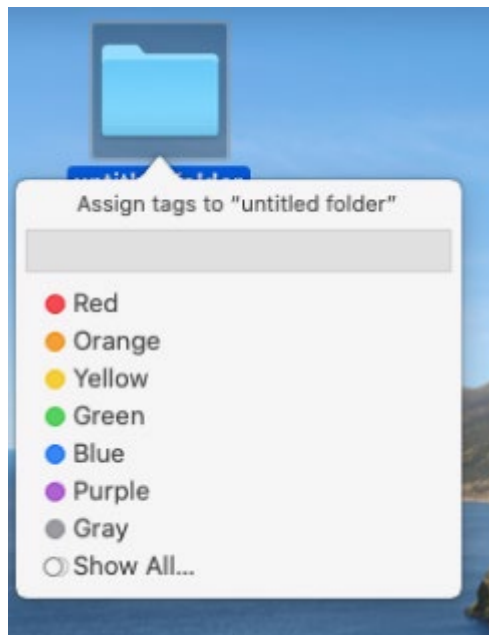 Assign tags to “untitled folder”
Red
Orange
Yellow
Green
Blue
Purple
Gray
Show All...